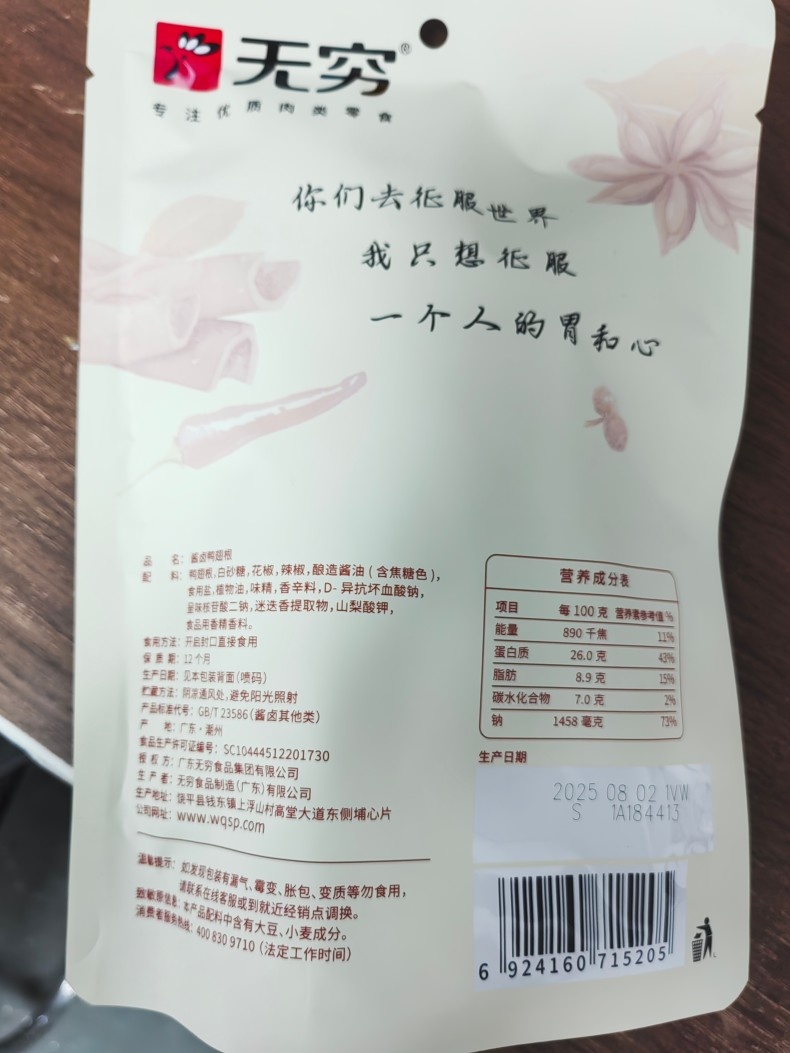 无穷®
专注优质肉类零食
你们去征服世界
我只想征服
一个人的胃和心
品 名：酱卤鸭翅根
配 料：鸭翅根，白砂糖，花椒，辣椒，酿造酱油（含焦糖色），
食用盐，植物油，味精，香辛料，D-异抗坏血酸钠，
呈味核苷酸二钠，迷迭香提取物，山梨酸钾，
食品用香精香料。
食用方法：开启封口直接食用
保 质 期：12个月
生产日期：见本包装背面（喷码）
贮藏方法：阴凉通风处，避免阳光照射
产品标准代号：GB/T 23586（酱卤其他类）
产 地：广东·潮州
食品生产许可证编号：SC10444512201730
授 权 方：广东无穷食品集团有限公司
生 产 者：无穷食品制造（广东）有限公司
生产地址：饶平县钱东镇上浮山村高堂大道东侧埔心片
公司网址：www.wqsp.com
温馨提示：如发现包装有漏气、霉变、胀包、变质等勿食用，
请联系在线客服或到就近经销点调换。
致敏原信息：本产品配料中含有大豆、小麦成分。
消费者服务热线：400 830 9710（法定工作时间）
营养成分表
项目 每 100 克 营养素参考值%
能量 890 千焦 11%
蛋白质 26.0 克 43%
脂肪 8.9 克 15%
碳水化合物 7.0 克 2%
钠 1458 毫克 73%
生产日期
2025 08 02 1VW
S 1A184413
6 924160 715205